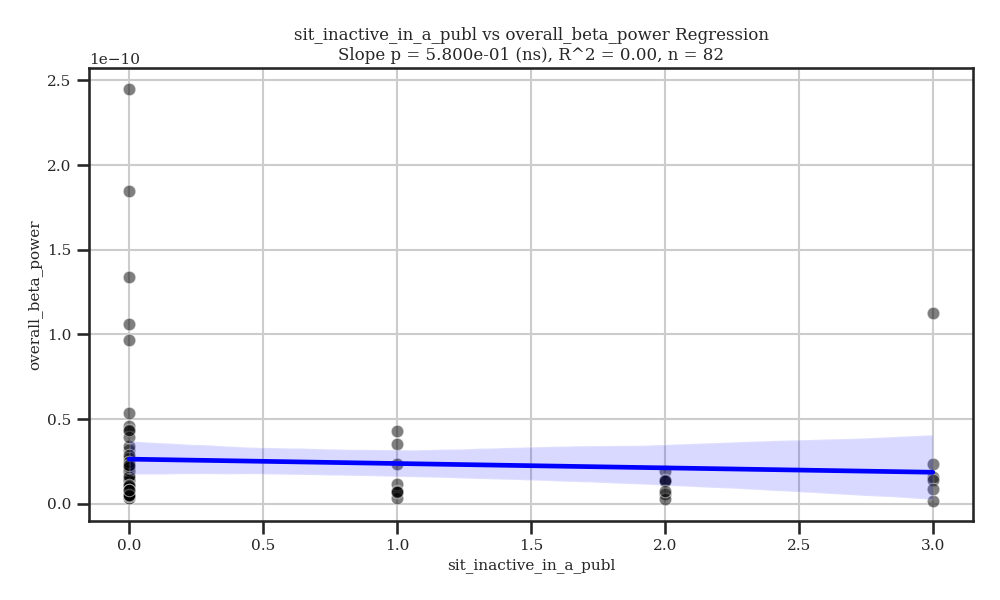 sit_inactive_in_a_publ vs overall_beta_power Regression
Slope p = 5.800e-01 (ns), R^2 = 0.00, n = 82
1e−10
2.5
2.0
1.5
1.0
0.5
0.0
overall_beta_power
0.0 0.5 1.0 1.5 2.0 2.5 3.0
sit_inactive_in_a_publ